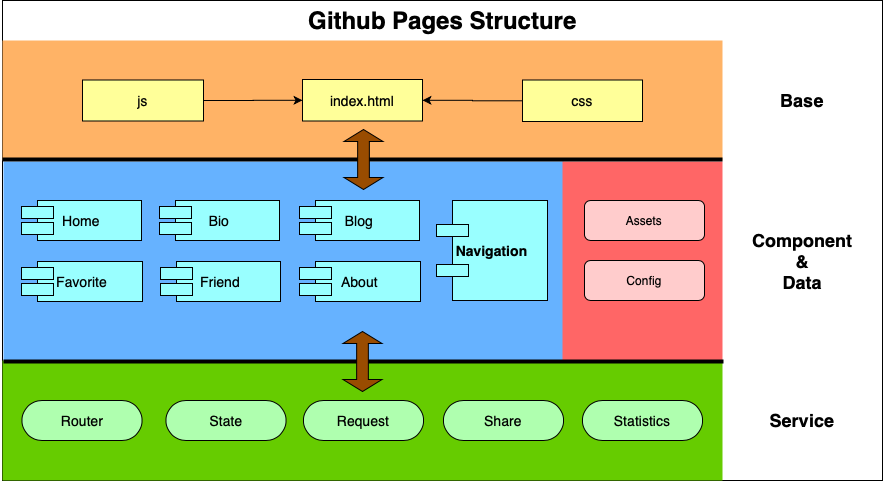 Github Pages Structure
js
index.html
css
Base
Home
Bio
Blog
Navigation
Assets
Favorite
Friend
About
Config
Component
&
Data
Router
State
Request
Share
Statistics
Service